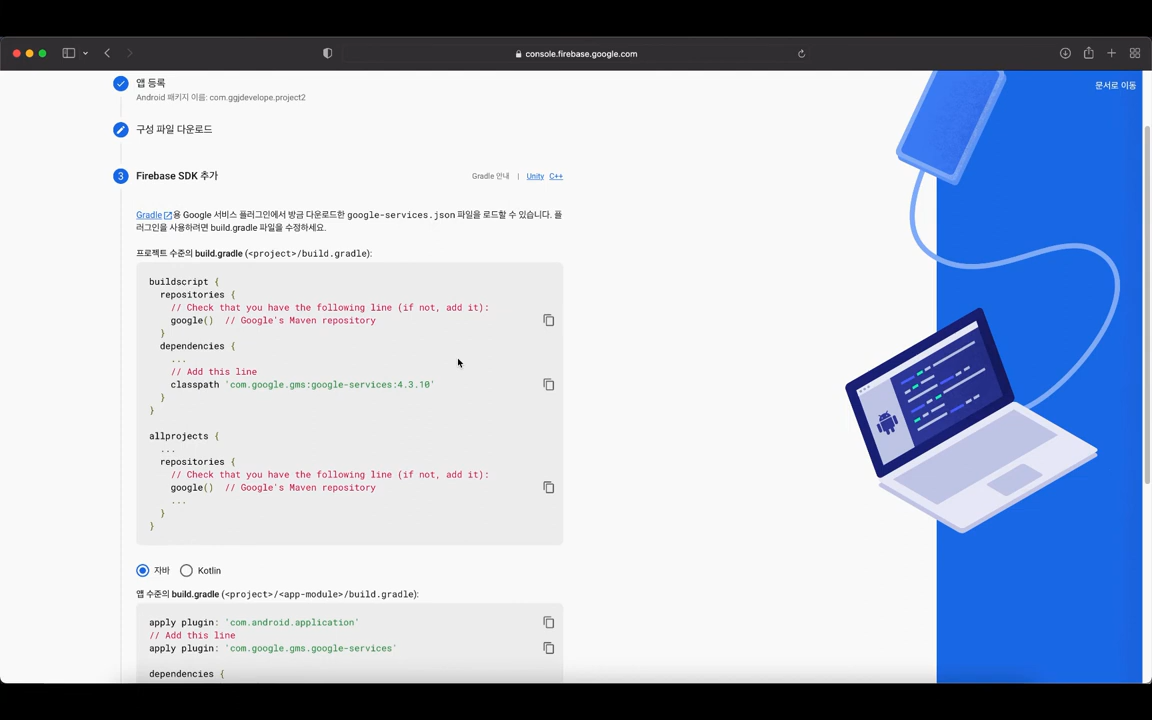 console.firebase.google.com
앱 등록
Android 패키지 이름: com.ggjdevelope.project2
문서로 이동
구성 파일 다운로드
3 Firebase SDK 추가
Gradle 안내 | Unity C++
Gradle용 Google 서비스 플러그인에서 방금 다운로드한 google-services.json 파일을 로드할 수 있습니다. 플
러그인을 사용하려면 build.gradle 파일을 수정하세요.
프로젝트 수준의 build.gradle (<project>/build.gradle):
buildscript {
repositories {
// Check that you have the following line (if not, add it):
google() // Google's Maven repository
}
dependencies {
...
// Add this line
classpath 'com.google.gms:google-services:4.3.10'
}
}
allprojects {
...
repositories {
// Check that you have the following line (if not, add it):
google() // Google's Maven repository
...
}
}
자바 Kotlin
앱 수준의 build.gradle (<project>/<app-module>/build.gradle):
apply plugin: 'com.android.application'
// Add this line
apply plugin: 'com.google.gms.google-services'
dependencies {